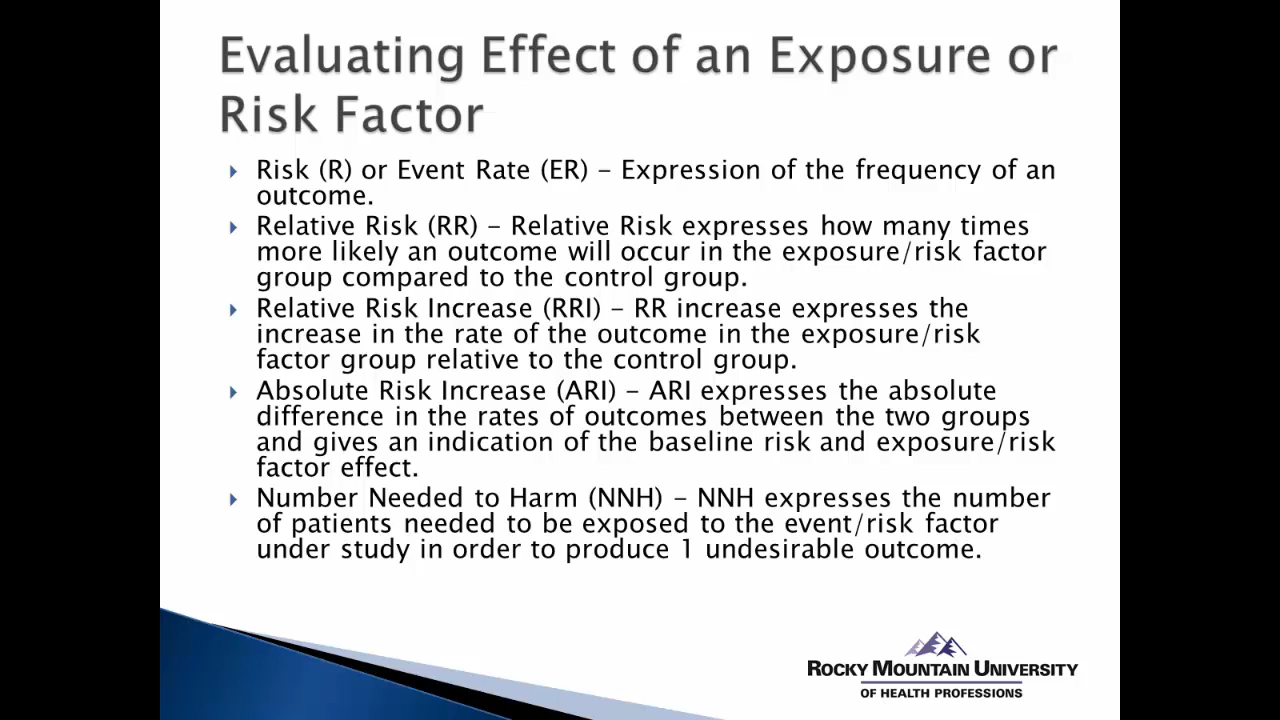 Evaluating Effect of an Exposure or
Risk Factor
Risk (R) or Event Rate (ER) – Expression of the frequency of an
outcome.
Relative Risk (RR) – Relative Risk expresses how many times
more likely an outcome will occur in the exposure/risk factor
group compared to the control group.
Relative Risk Increase (RRI) – RR increase expresses the
increase in the rate of the outcome in the exposure/risk
factor group relative to the control group.
Absolute Risk Increase (ARI) – ARI expresses the absolute
difference in the rates of outcomes between the two groups
and gives an indication of the baseline risk and exposure/risk
factor effect.
Number Needed to Harm (NNH) – NNH expresses the number
of patients needed to be exposed to the event/risk factor
under study in order to produce 1 undesirable outcome.
ROCKY MOUNTAIN UNIVERSITY
OF HEALTH PROFESSIONS